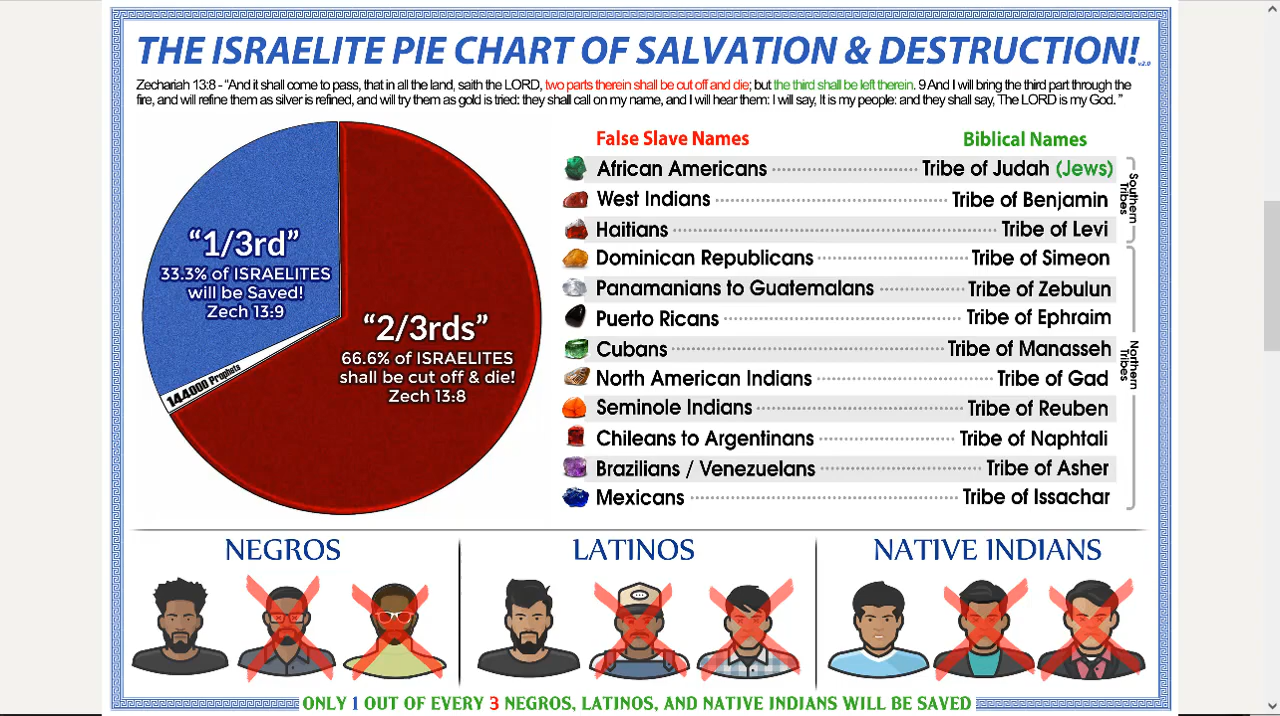 THE ISRAELITE PIE CHART OF SALVATION & DESTRUCTION! v2.0
Zechariah 13:8 - "And it shall come to pass, that in all the land, saith the LORD, two parts therein shall be cut off and die; but the third shall be left therein. 9 And I will bring the third part through the
fire, and will refine them as silver is refined, and will try them as gold is tried: they shall call on my name, and I will hear them: I will say, It is my people: and they shall say, The LORD is my God. "
"1/3rd"
33.3% of ISRAELITES
will be Saved!
Zech 13:9
144,000 Prophets
"2/3rds"
66.6% of ISRAELITES
shall be cut off & die!
Zech 13:8
False Slave Names Biblical Names
African Americans Tribe of Judah (Jews)
West Indians Tribe of Benjamin
Haitians Tribe of Levi
Southern Tribes
Dominican Republicans Tribe of Simeon
Panamanians to Guatemalans Tribe of Zebulun
Puerto Ricans Tribe of Ephraim
Cubans Tribe of Manasseh
North American Indians Tribe of Gad
Seminole Indians Tribe of Reuben
Chileans to Argentinans Tribe of Naphtali
Brazilians / Venezuelans Tribe of Asher
Mexicans Tribe of Issachar
Northern Tribes
NEGROS
LATINOS
NATIVE INDIANS
ONLY 1 OUT OF EVERY 3 NEGROS, LATINOS, AND NATIVE INDIANS WILL BE SAVED